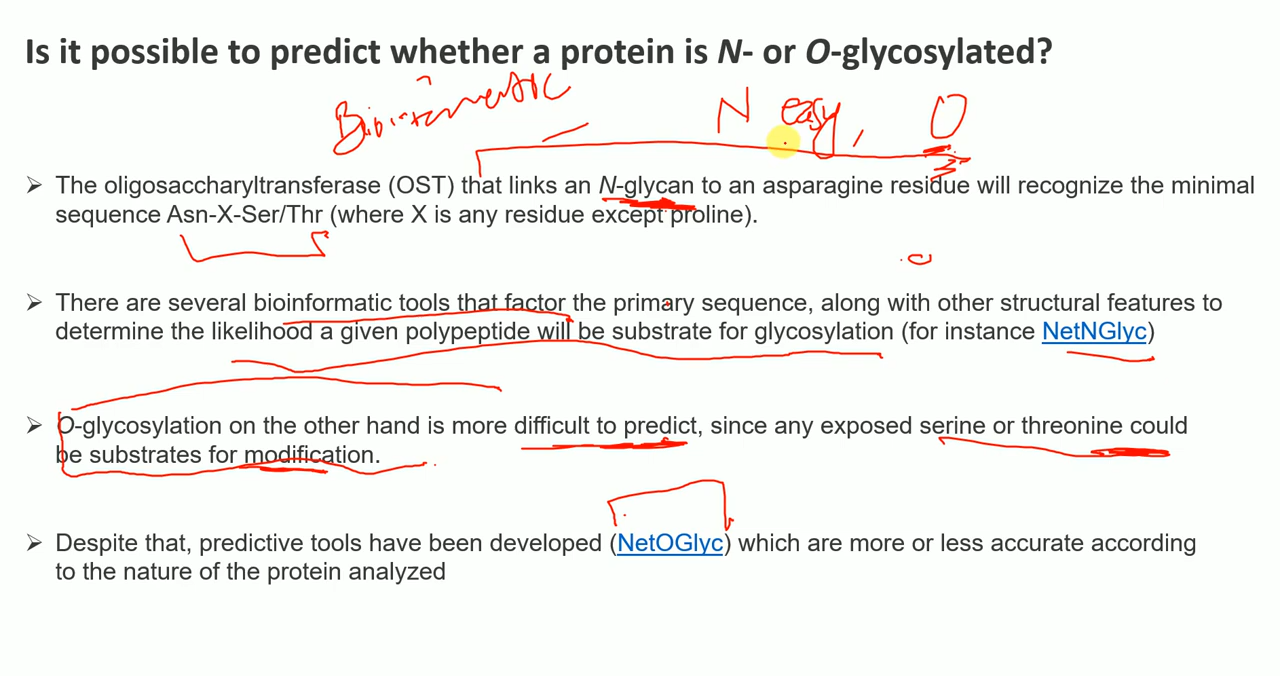 Is it possible to predict whether a protein is N- or O-glycosylated?
N easy, O
➢ The oligosaccharyltransferase (OST) that links an N-glycan to an asparagine residue will recognize the minimal
sequence Asn-X-Ser/Thr (where X is any residue except proline).
➢ There are several bioinformatic tools that factor the primary sequence, along with other structural features to
determine the likelihood a given polypeptide will be substrate for glycosylation (for instance NetNGlyc)
➢ O-glycosylation on the other hand is more difficult to predict, since any exposed serine or threonine could
be substrates for modification.
➢ Despite that, predictive tools have been developed (NetOGlyc) which are more or less accurate according
to the nature of the protein analyzed